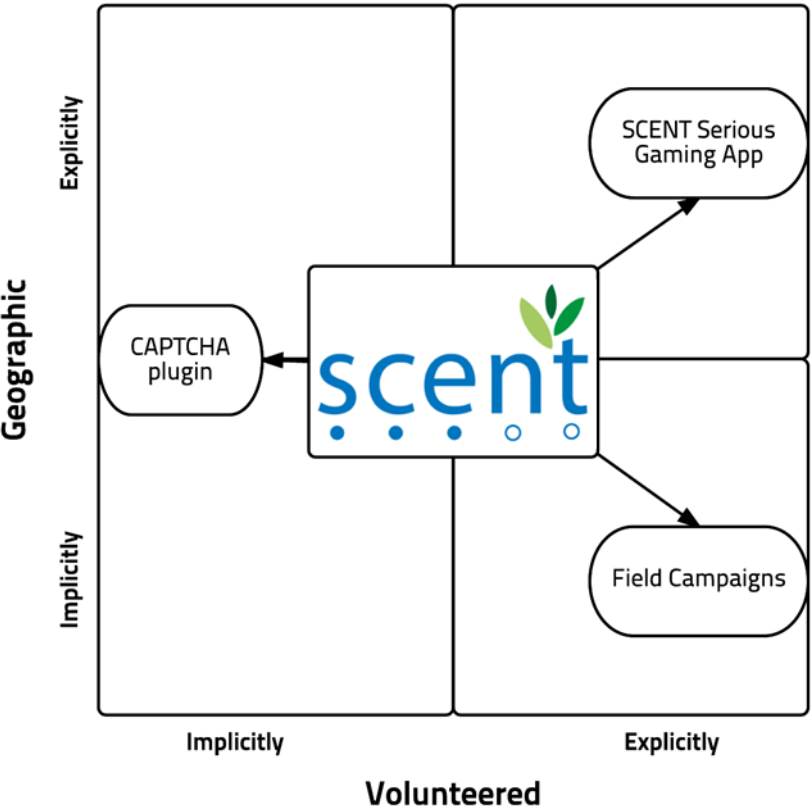 Explicitly
SCENT Serious
Gaming App
Geographic
CAPTCHA
plugin
scent
Implicitly
Field Campaigns
Implicitly
Explicitly
Volunteered